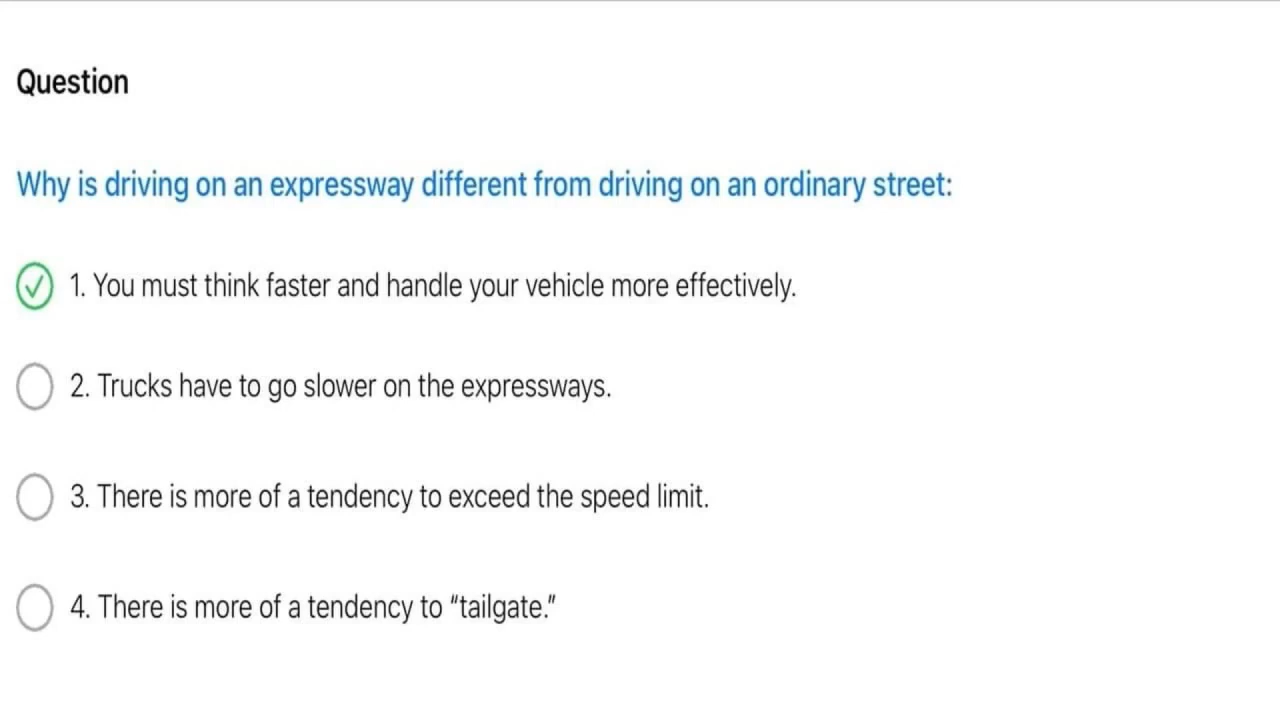 Question
Why is driving on an expressway different from driving on an ordinary street:
1. You must think faster and handle your vehicle more effectively.
2. Trucks have to go slower on the expressways.
3. There is more of a tendency to exceed the speed limit.
4. There is more of a tendency to “tailgate.”